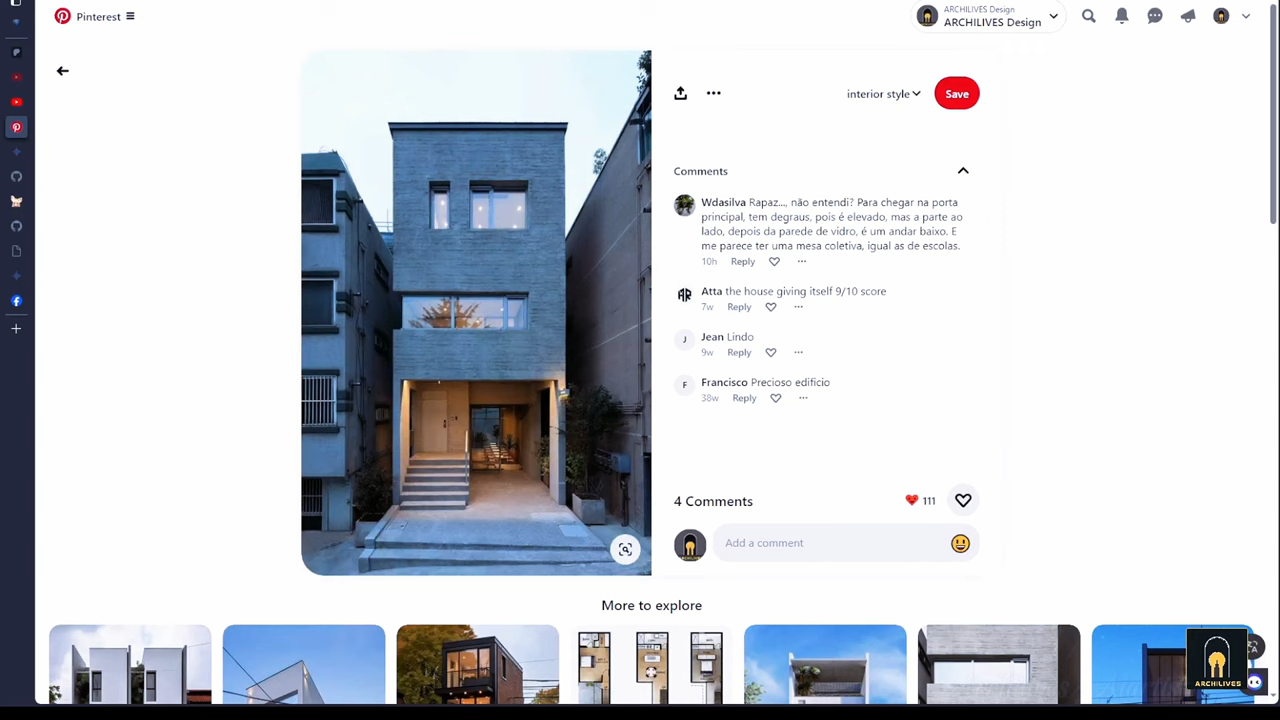 Pinterest
ARCHILIVES Design
ARCHILIVES Design
interior style
Save
Comments
Wdasilva Rapaz..., não entendi? Para chegar na porta
principal, tem degraus, pois é elevado, mas a parte ao
lado, depois da parede de vidro, é um andar baixo. E
me parece ter uma mesa coletiva, igual as de escolas.
10h Reply
Atta the house giving itself 9/10 score
7w Reply
J
Jean Lindo
9w Reply
F
Francisco Precioso edifício
38w Reply
4 Comments
111
Add a comment
More to explore
ARCHILIVES